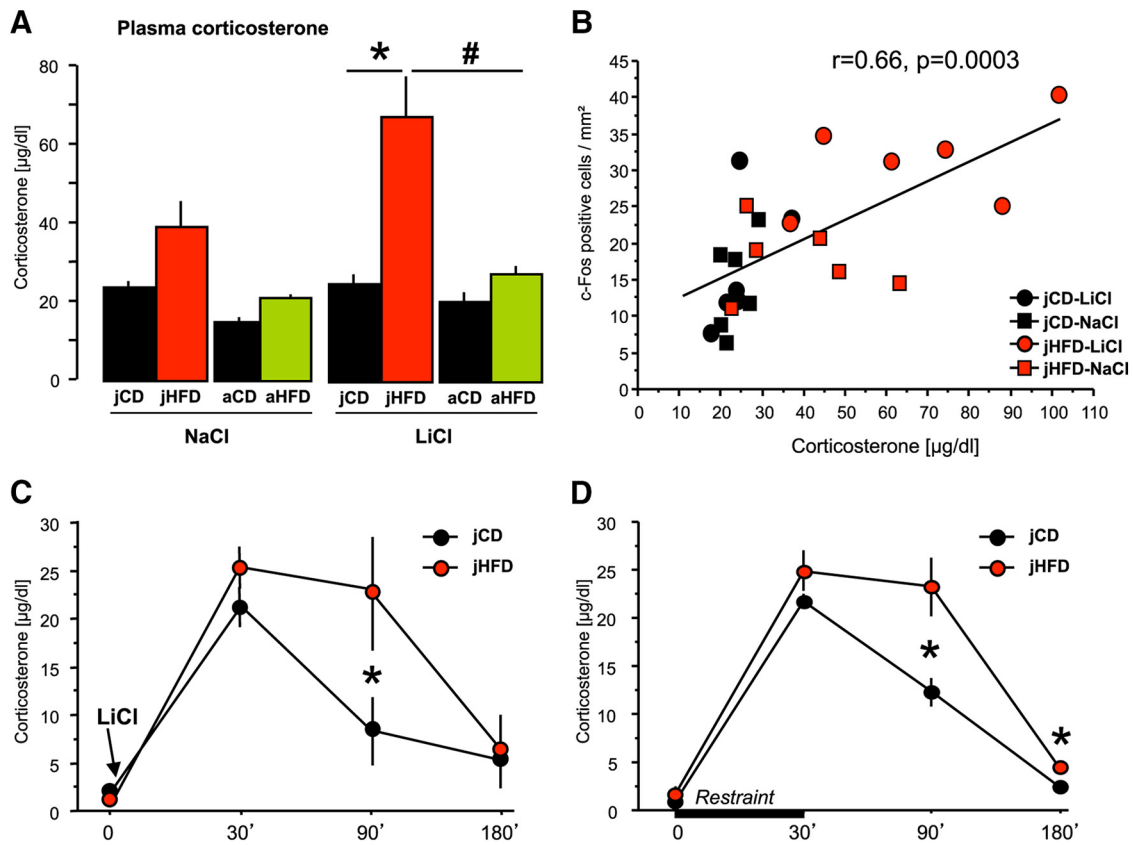 A
Plasma corticosterone
Corticosterone [µg/dl]
80
60
40
20
0
*
#
jCD jHFD aCD aHFD jCD jHFD aCD aHFD
NaCl LiCl
B
r=0.66, p=0.0003
c-Fos positive cells / mm²
45
40
35
30
25
20
15
10
5
0
0 10 20 30 40 50 60 70 80 90 100 110
Corticosterone [µg/dl]
jCD-LiCl
jCD-NaCl
jHFD-LiCl
jHFD-NaCl
C
Corticosterone [µg/dl]
30
25
20
15
10
5
0
jCD
jHFD
LiCl
*
0 30’ 90’ 180’
D
Corticosterone [µg/dl]
30
25
20
15
10
5
0
jCD
jHFD
*
*
Restraint
0 30’ 90’ 180’